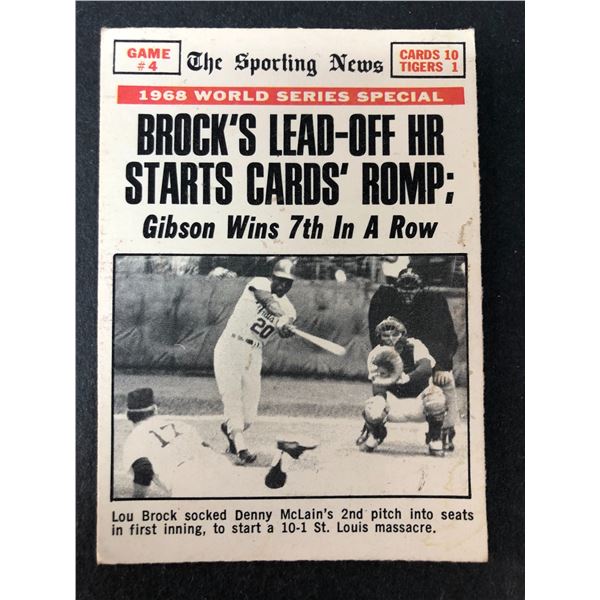 GAME
#4
The Sporting News
CARDS 10
TIGERS 1
1968 WORLD SERIES SPECIAL
BROCK'S LEAD-OFF HR
STARTS CARDS' ROMP;
Gibson Wins 7th In A Row
20
17
Lou Brock socked Denny McLain's 2nd pitch into seats
in first inning, to start a 10-1 St. Louis massacre.